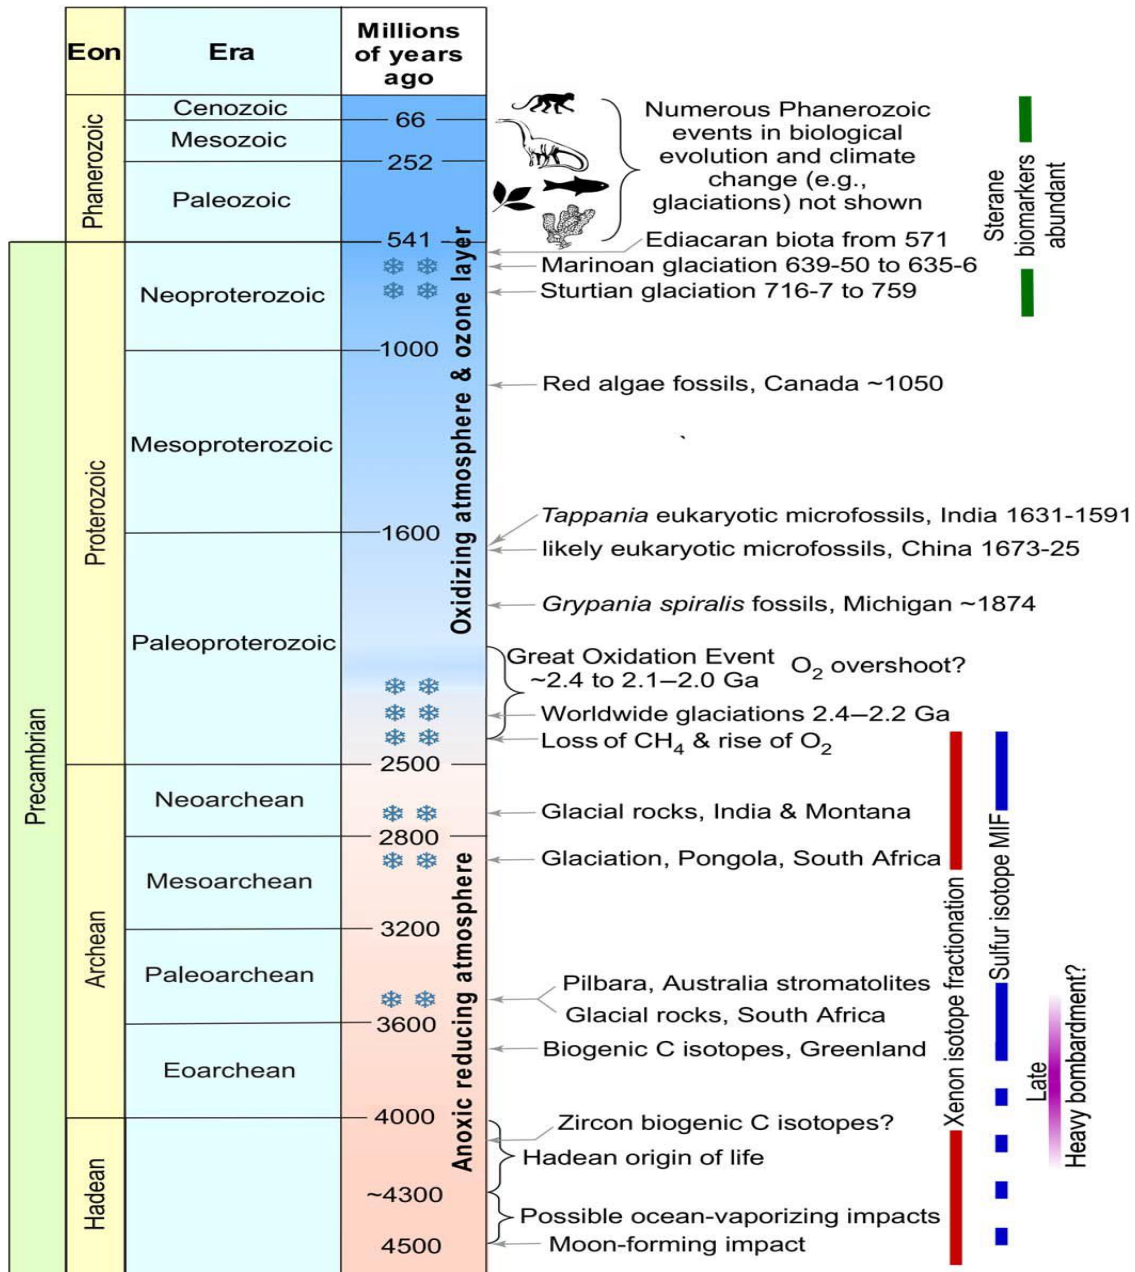 Eon
Era
Millions
of years
ago
Phanerozoic
Cenozoic
66
Mesozoic
252
Paleozoic
541
Numerous Phanerozoic
events in biological
evolution and climate
change (e.g.,
glaciations) not shown
Sterane
biomarkers
abundant
Precambrian
Proterozoic
Neoproterozoic
1000
Mesoproterozoic
1600
Paleoproterozoic
2500
Oxidizing atmosphere & ozone layer
Ediacaran biota from 571
Marinoan glaciation 639-50 to 635-6
Sturtian glaciation 716-7 to 759
Red algae fossils, Canada ~1050
Tappania eukaryotic microfossils, India 1631-1591
likely eukaryotic microfossils, China 1673-25
Grypania spiralis fossils, Michigan ~1874
Great Oxidation Event
~2.4 to 2.1–2.0 Ga
O2 overshoot?
Worldwide glaciations 2.4–2.2 Ga
Loss of CH4 & rise of O2
Archean
Neoarchean
2800
Mesoarchean
3200
Paleoarchean
3600
Eoarchean
4000
Anoxic reducing atmosphere
Glacial rocks, India & Montana
Glaciation, Pongola, South Africa
Pilbara, Australia stromatolites
Glacial rocks, South Africa
Biogenic C isotopes, Greenland
Hadean
~4300
4500
Zircon biogenic C isotopes?
Hadean origin of life
Possible ocean-vaporizing impacts
Moon-forming impact
Xenon isotope fractionation
Sulfur isotope MIF
Late
Heavy bombardment?